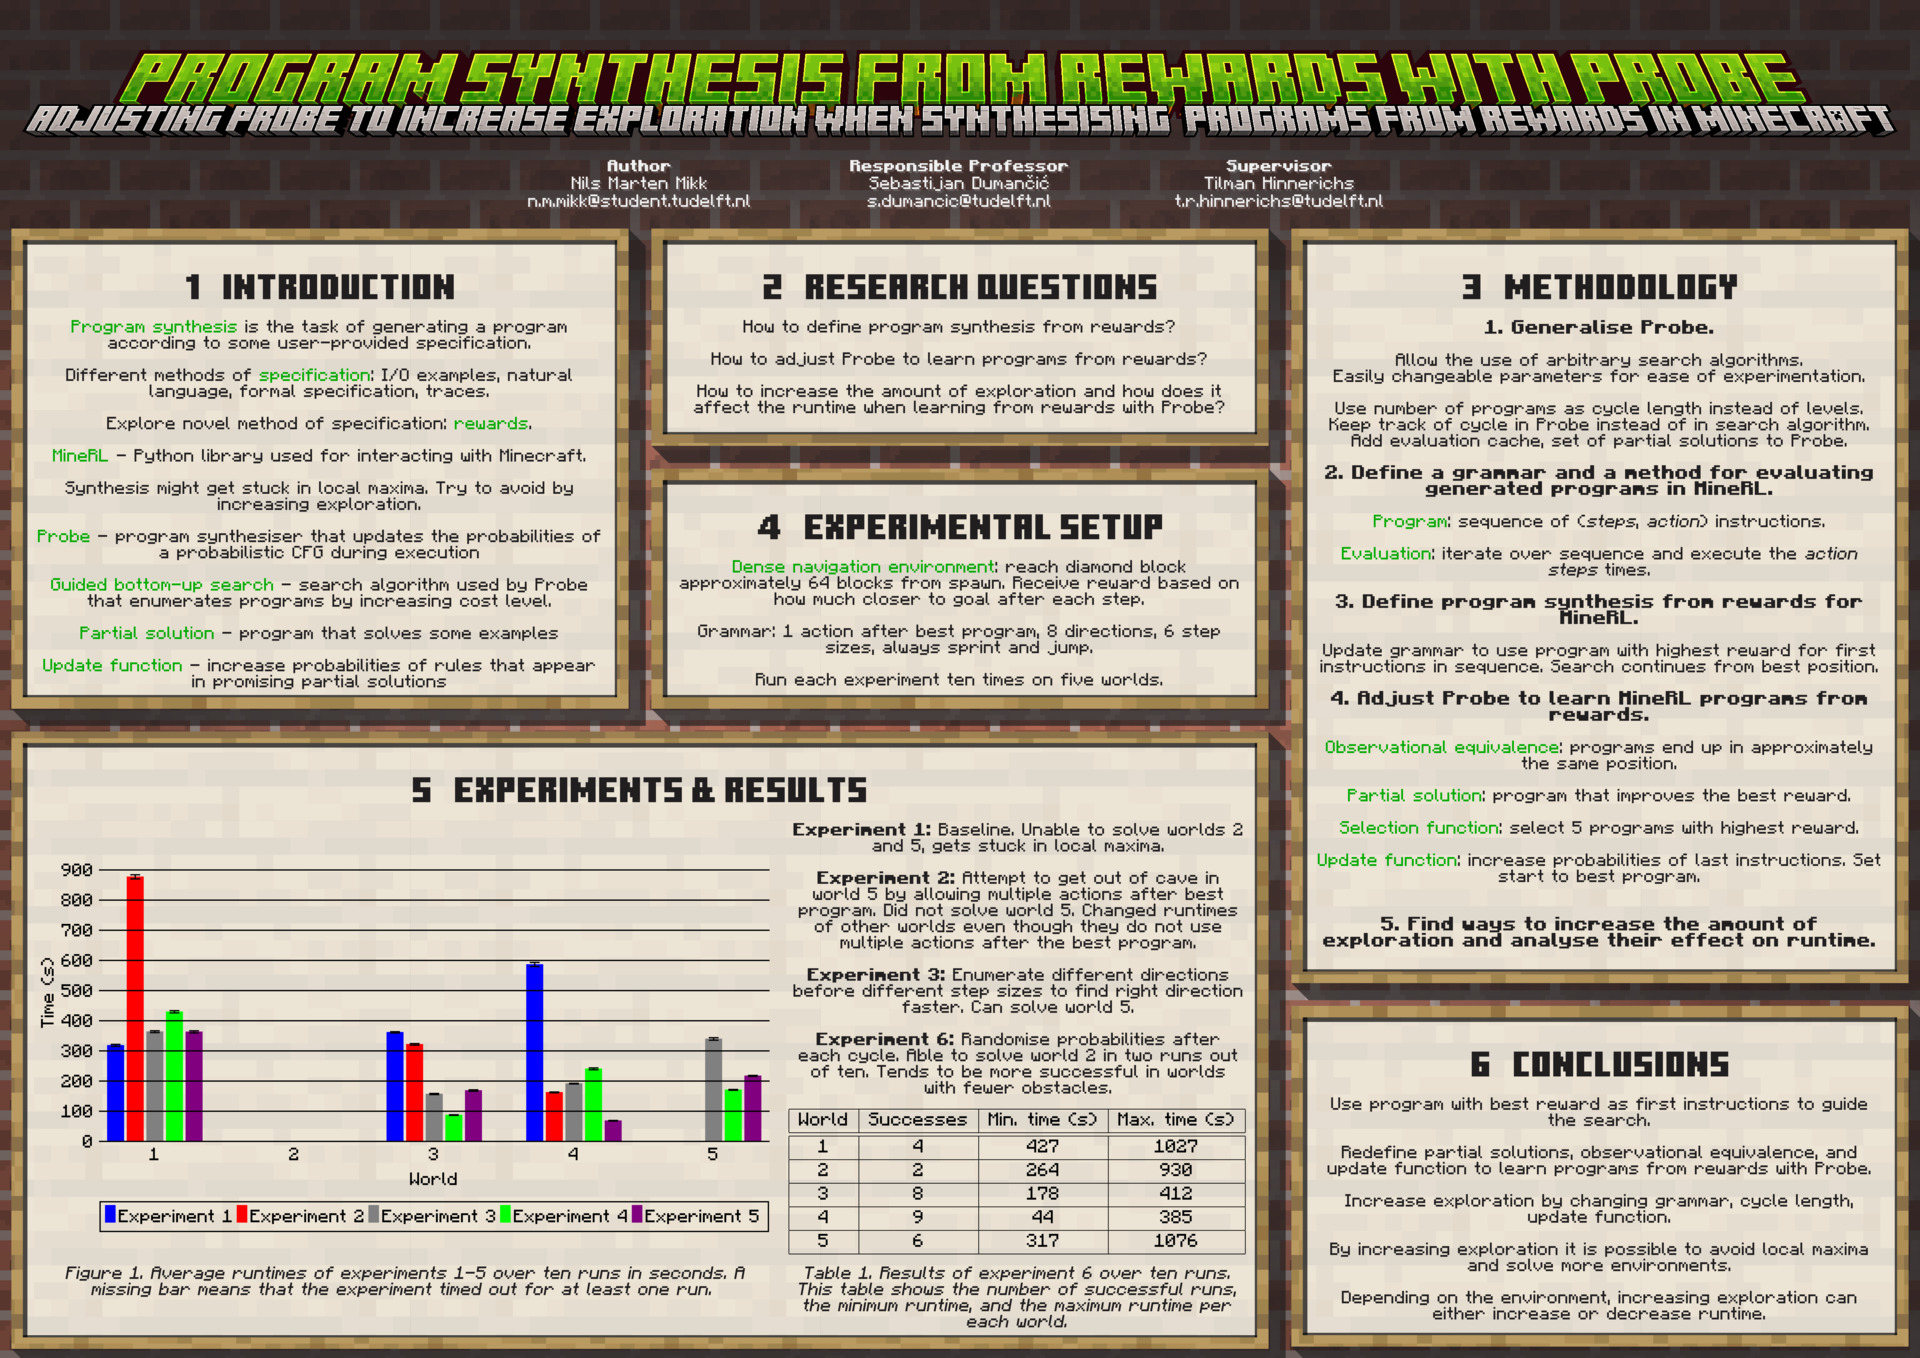 PROGRAM SYNTHESIS FROM REWARDS WITH PROBE
ADJUSTING PROBE TO INCREASE EXPLORATION WHEN SYNTHESISING PROGRAMS FROM REWARDS IN MINECRAFT
Author
Nils Marten Mikk
n.m.mikk@student.tudelft.nl
Responsible Professor
Sebastijan Dumančić
s.dumancic@tudelft.nl
Supervisor
Tilman Hinnerichs
t.r.hinnerichs@tudelft.nl
1 INTRODUCTION
Program synthesis is the task of generating a program
according to some user-provided specification.
Different methods of specification: I/O examples, natural
language, formal specification, traces.
Explore novel method of specification: rewards.
MineRL - Python library used for interacting with Minecraft.
Synthesis might get stuck in local maxima. Try to avoid by
increasing exploration.
Probe - program synthesiser that updates the probabilities of
a probabilistic CFG during execution
Guided bottom-up search - search algorithm used by Probe
that enumerates programs by increasing cost level.
Partial solution - program that solves some examples
Update function - increase probabilities of rules that appear
in promising partial solutions
2 RESEARCH QUESTIONS
How to define program synthesis from rewards?
How to adjust Probe to learn programs from rewards?
How to increase the amount of exploration and how does it
affect the runtime when learning from rewards with Probe?
3 METHODOLOGY
1. Generalise Probe.
Allow the use of arbitrary search algorithms.
Easily changeable parameters for ease of experimentation.
Use number of programs as cycle length instead of levels.
Keep track of cycle in Probe instead of in search algorithm.
Add evaluation cache, set of partial solutions to Probe.
2. Define a grammar and a method for evaluating
generated programs in MineRL.
Program: sequence of (steps, action) instructions.
Evaluation: iterate over sequence and execute the action
steps times.
3. Define program synthesis from rewards for
MineRL.
Update grammar to use program with highest reward for first
instructions in sequence. Search continues from best position.
4. Adjust Probe to learn MineRL programs from
rewards.
Observational equivalence: programs end up in approximately
the same position.
Partial solution: program that improves the best reward.
Selection function: select 5 programs with highest reward.
Update function: increase probabilities of last instructions. Set
start to best program.
5. Find ways to increase the amount of
exploration and analyse their effect on runtime.
4 EXPERIMENTAL SETUP
Dense navigation environment: reach diamond block
approximately 64 blocks from spawn. Receive reward based on
how much closer to goal after each step.
Grammar: 1 action after best program, 8 directions, 6 step
sizes, always sprint and jump.
Run each experiment ten times on five worlds.
5 EXPERIMENTS & RESULTS
900
800
700
600
500
400
300
200
100
0
Time (s)
1 2 3 4 5
World
Experiment 1 Experiment 2 Experiment 3 Experiment 4 Experiment 5
Figure 1. Average runtimes of experiments 1-5 over ten runs in seconds. A
missing bar means that the experiment timed out for at least one run.
Experiment 1: Baseline. Unable to solve worlds 2
and 5, gets stuck in local maxima.
Experiment 2: Attempt to get out of cave in
world 5 by allowing multiple actions after best
program. Did not solve world 5. Changed runtimes
of other worlds even though they do not use
multiple actions after the best program.
Experiment 3: Enumerate different directions
before different step sizes to find right direction
faster. Can solve world 5.
Experiment 6: Randomise probabilities after
each cycle. Able to solve world 2 in two runs out
of ten. Tends to be more successful in worlds
with fewer obstacles.
World Successes Min. time (s) Max. time (s)
1 4 427 1027
2 2 264 930
3 8 178 412
4 9 44 385
5 6 317 1076
Table 1. Results of experiment 6 over ten runs.
This table shows the number of successful runs,
the minimum runtime, and the maximum runtime per
each world.
6 CONCLUSIONS
Use program with best reward as first instructions to guide
the search.
Redefine partial solutions, observational equivalence, and
update function to learn programs from rewards with Probe.
Increase exploration by changing grammar, cycle length,
update function.
By increasing exploration it is possible to avoid local maxima
and solve more environments.
Depending on the environment, increasing exploration can
either increase or decrease runtime.